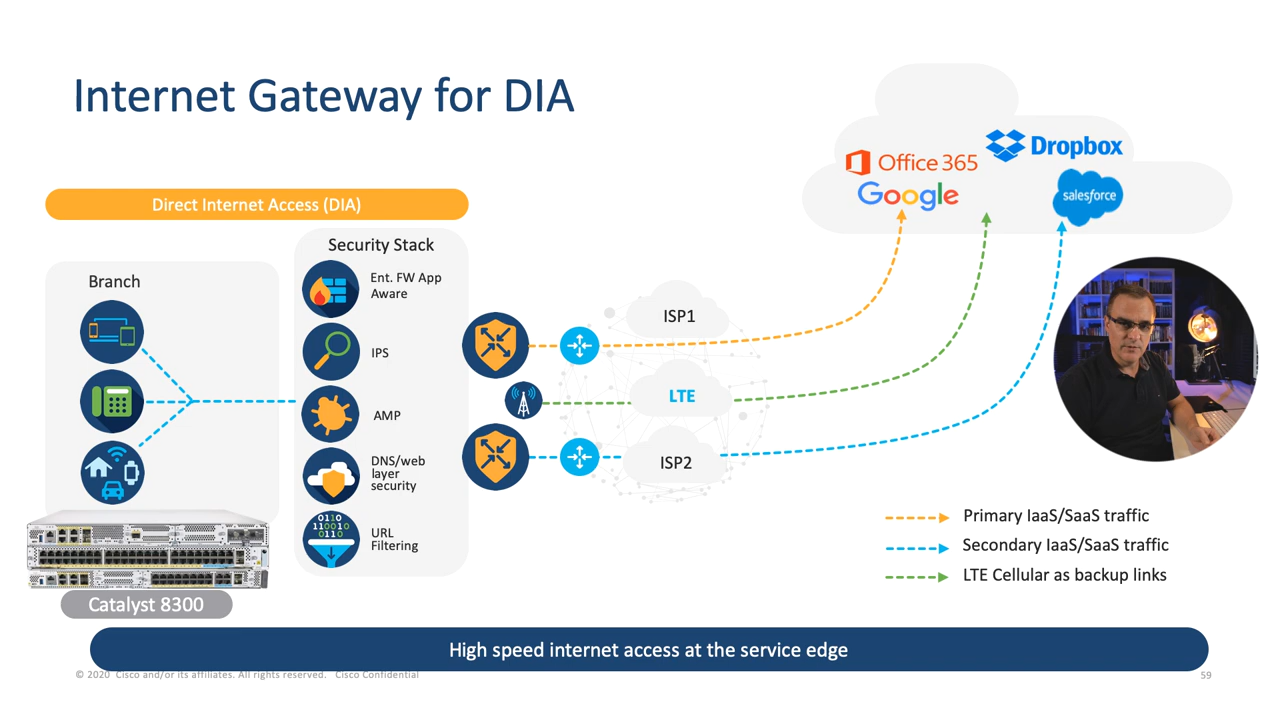 Internet Gateway for DIA
Office 365
Dropbox
Google
salesforce
Direct Internet Access (DIA)
Branch
Security Stack
Ent. FW App
Aware
IPS
AMP
DNS/web
layer
security
0110
110010
0110
URL
Filtering
ISP1
LTE
ISP2
Primary IaaS/SaaS traffic
Secondary IaaS/SaaS traffic
LTE Cellular as backup links
Catalyst 8300
High speed internet access at the service edge
© 2020 Cisco and/or its affiliates. All rights reserved. Cisco Confidential
59